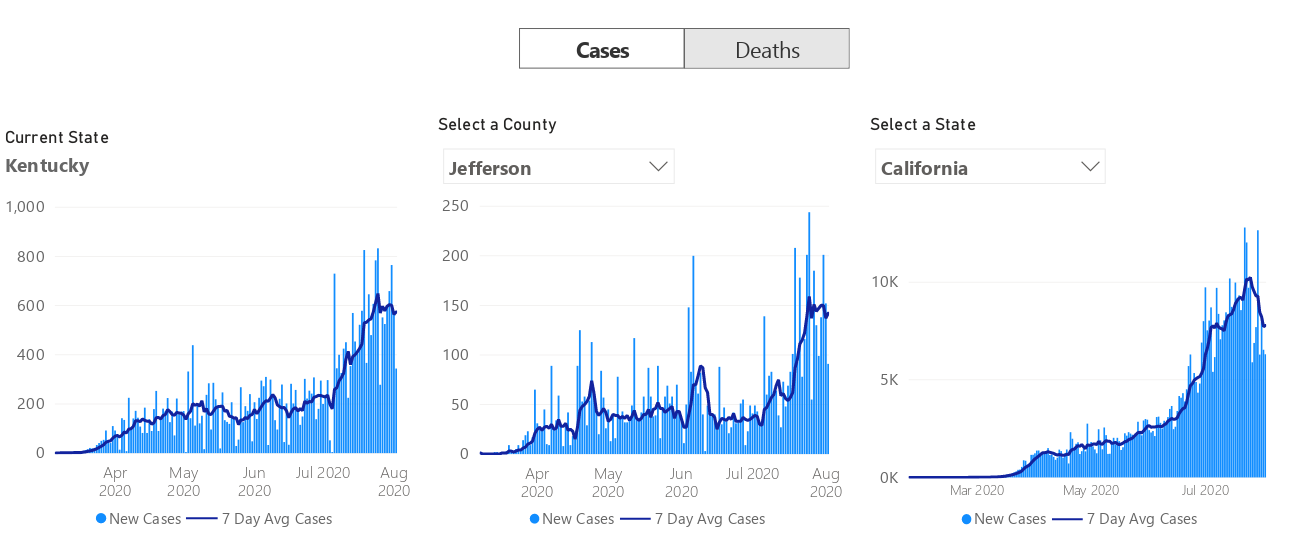 Cases
Deaths
Current State
Kentucky
1,000
800
600
400
200
0
Apr 2020
May 2020
Jun 2020
Jul 2020
Aug 2020
New Cases
7 Day Avg Cases
Select a County
Jefferson
250
200
150
100
50
0
Apr 2020
May 2020
Jun 2020
Jul 2020
Aug 2020
New Cases
7 Day Avg Cases
Select a State
California
10K
5K
0K
Mar 2020
May 2020
Jul 2020
New Cases
7 Day Avg Cases